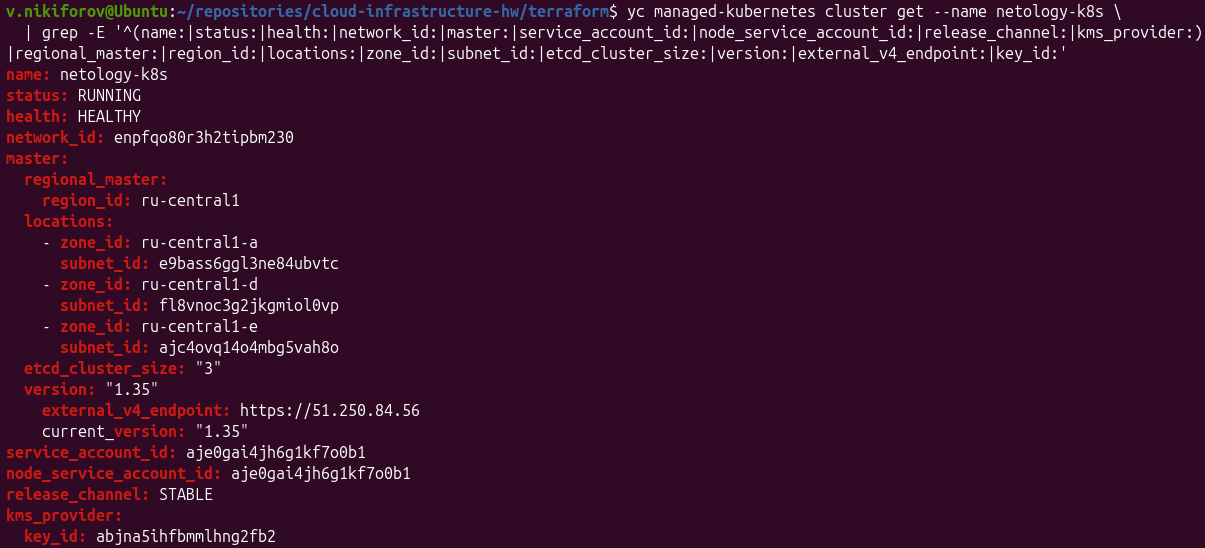 v.nikiforov@Ubuntu:~/repositories/cloud-infrastructure-hw/terraform$ yc managed-kubernetes cluster get --name netology-k8s \
  | grep -E '^(name:|status:|health:|network_id:|master:|service_account_id:|node_service_account_id:|release_channel:|kms_provider:)
|regional_master:|region_id:|locations:|zone_id:|subnet_id:|etcd_cluster_size:|version:|external_v4_endpoint:|key_id:'
name: netology-k8s
status: RUNNING
health: HEALTHY
network_id: enpfqo80r3h2tipbm230
master:
  regional_master:
    region_id: ru-central1
  locations:
    - zone_id: ru-central1-a
      subnet_id: e9bass6ggl3ne84ubvtc
    - zone_id: ru-central1-d
      subnet_id: fl8vnoc3g2jkgmiol0vp
    - zone_id: ru-central1-e
      subnet_id: ajc4ovq14o4mbg5vah8o
  etcd_cluster_size: "3"
  version: "1.35"
    external_v4_endpoint: https://51.250.84.56
    current_version: "1.35"
service_account_id: aje0gai4jh6g1kf7o0b1
node_service_account_id: aje0gai4jh6g1kf7o0b1
release_channel: STABLE
kms_provider:
  key_id: abjna5ihfbmmlhng2fb2